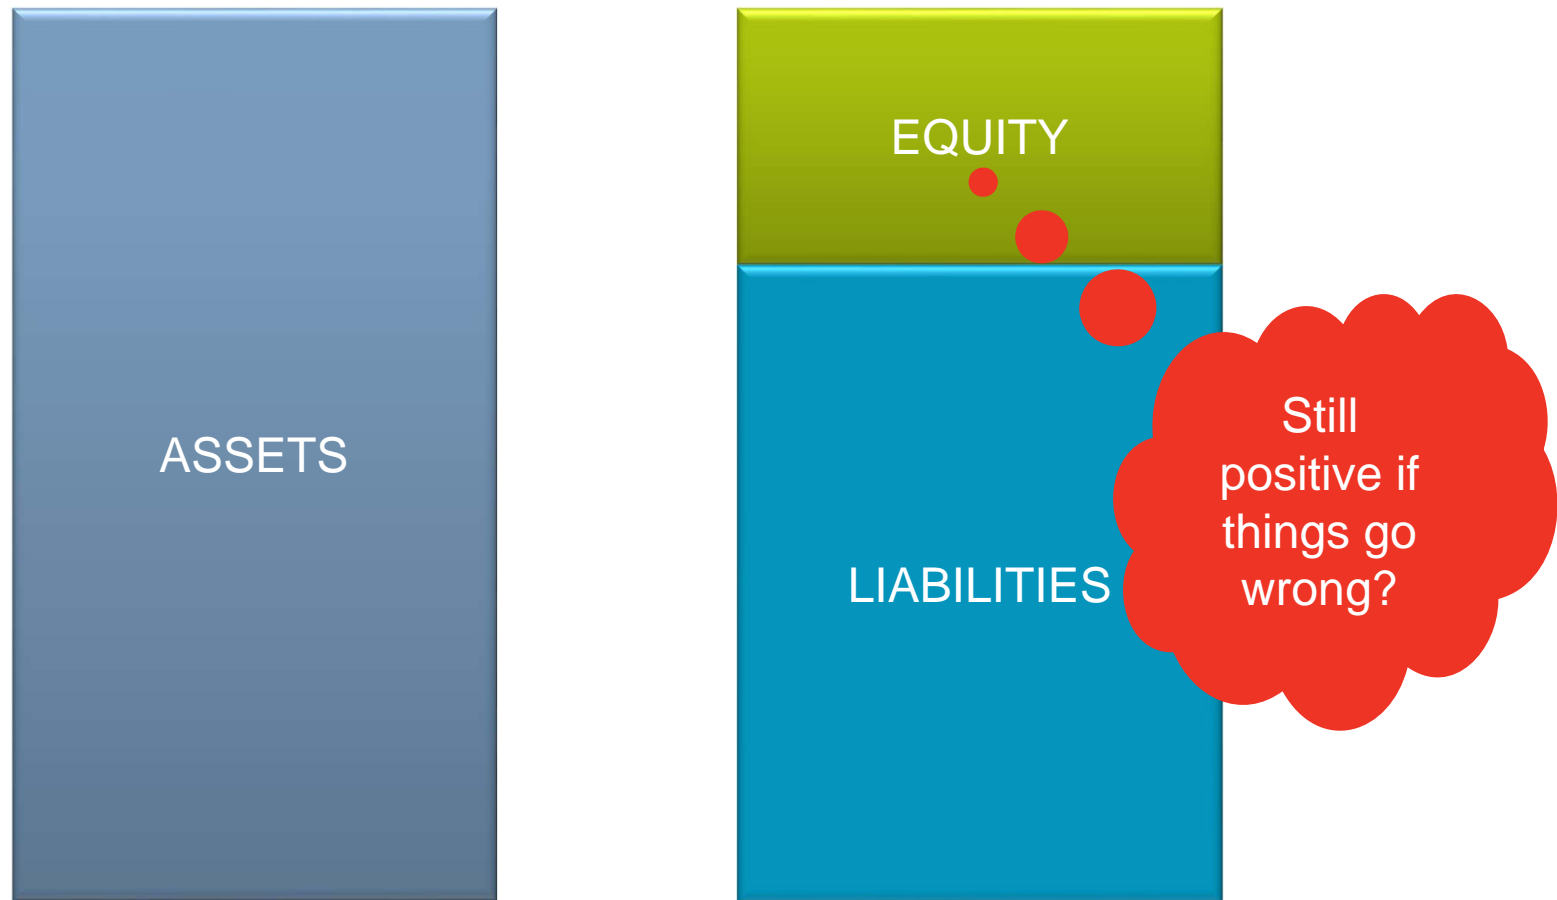 ASSETS
EQUITY
LIABILITIES
Still
positive if
things go
wrong?